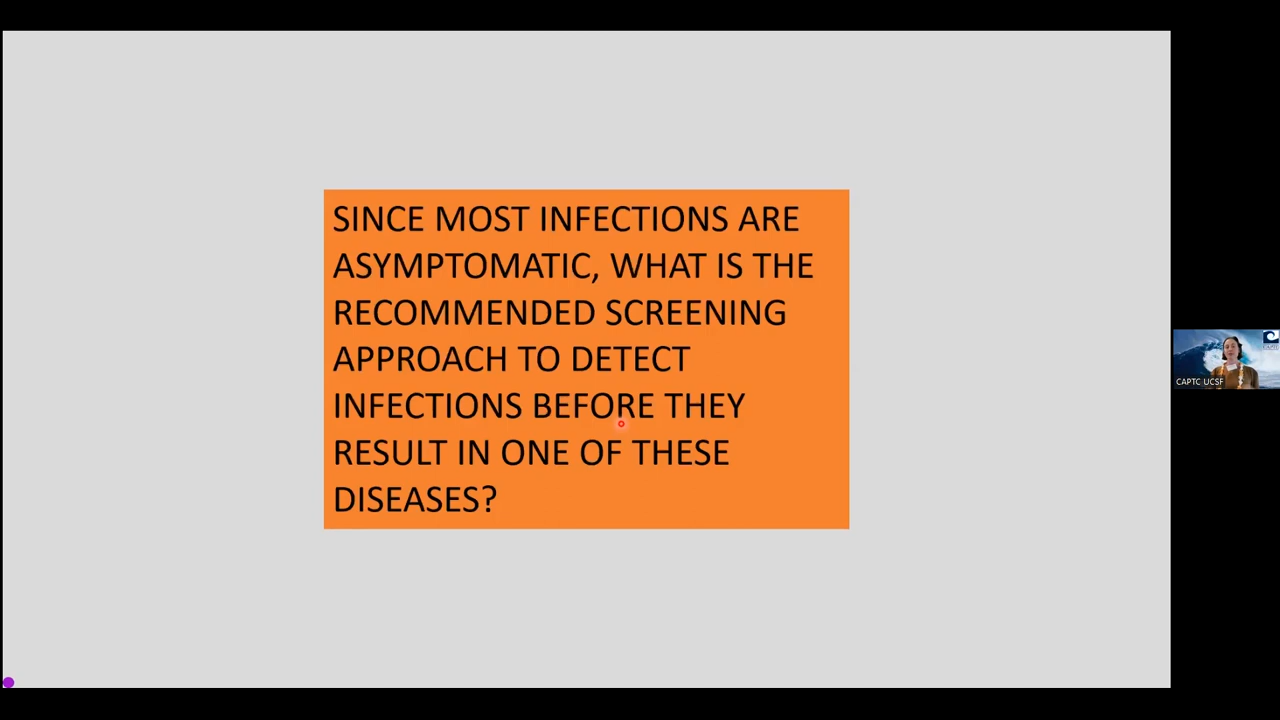 SINCE MOST INFECTIONS ARE
ASYMPTOMATIC, WHAT IS THE
RECOMMENDED SCREENING
APPROACH TO DETECT
INFECTIONS BEFORE THEY
RESULT IN ONE OF THESE
DISEASES?
CAPTC UCSF